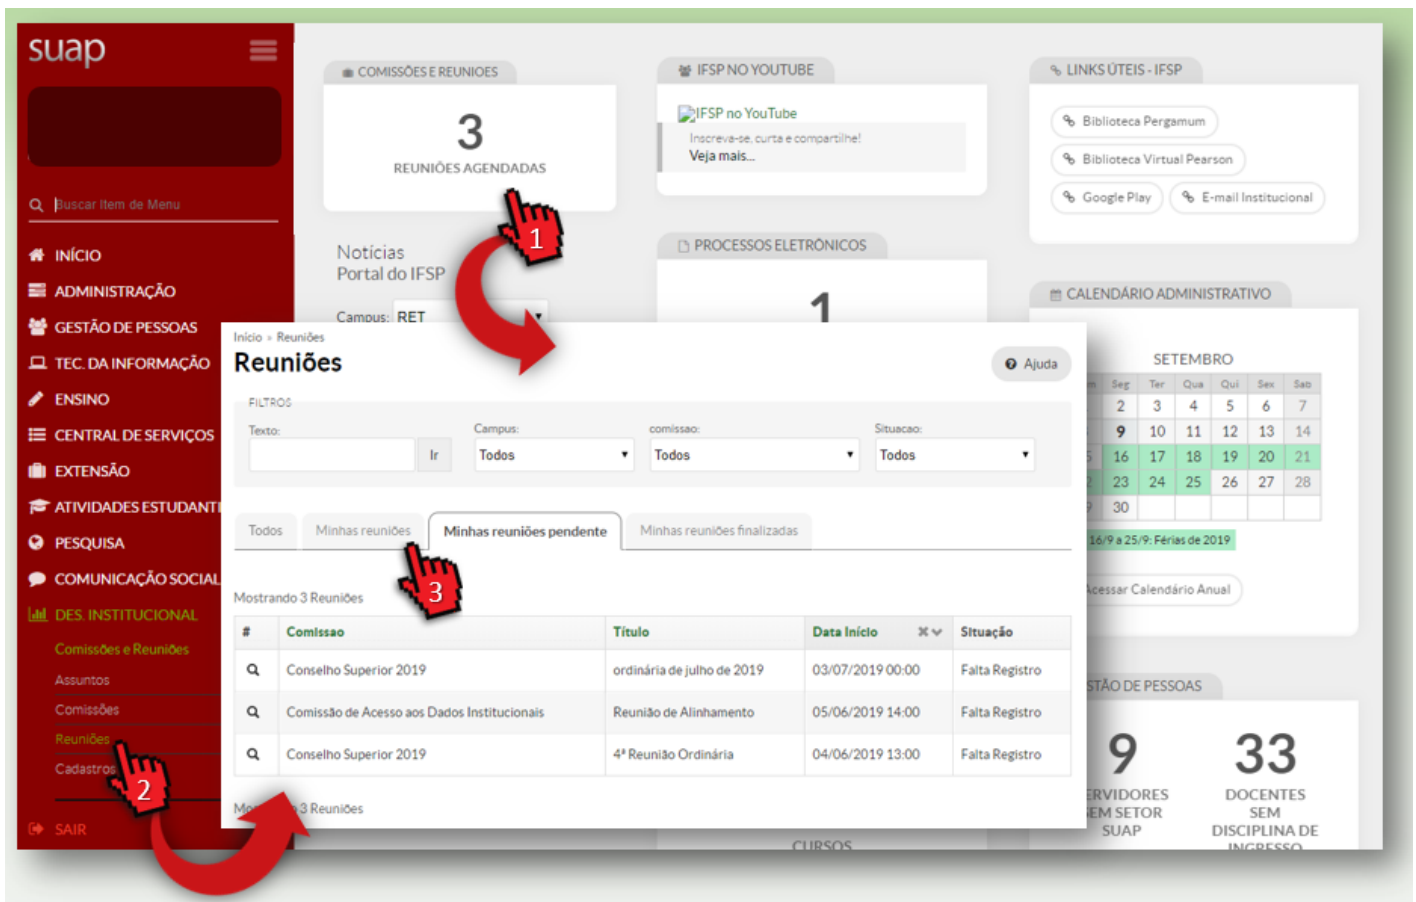 suap
Buscar Item de Menu
INÍCIO
ADMINISTRAÇÃO
GESTÃO DE PESSOAS
TEC. DA INFORMAÇÃO
ENSINO
CENTRAL DE SERVIÇOS
EXTENSÃO
ATIVIDADES ESTUDANTI
PESQUISA
COMUNICAÇÃO SOCIAL
DES. INSTITUCIONAL
Comissões e Reuniões
Assuntos
Comissões
Reuniões
Cadastros
2
SAIR
COMISSÕES E REUNIOES
3
REUNIÕES AGENDADAS
1
Notícias
Portal do IFSP
Campus: RET
IFSP NO YOUTUBE
IFSP no YouTube
Inscreva-se, curta e compartilhe!
Veja mais...
PROCESSOS ELETRÔNICOS
1
LINKS ÚTEIS - IFSP
Biblioteca Pergamum
Biblioteca Virtual Pearson
Google Play E-mail Institucional
CALENDÁRIO ADMINISTRATIVO
SETEMBRO
Seg Ter Qua Qui Sex Sab
2 3 4 5 6 7
9 10 11 12 13 14
16 17 18 19 20 21
23 24 25 26 27 28
30
16/9 a 25/9: Férias de 2019
Acessar Calendário Anual
STÃO DE PESSOAS
9 33
ERVIDORES DOCENTES
EM SETOR SEM
SUAP DISCIPLINA DE
INGRESSO
CURSOS
Início » Reuniões
Reuniões
Ajuda
FILTROS
Texto: Campus: comissao: Situacao:
Ir Todos Todos Todos
Todos Minhas reuniões Minhas reuniões pendente Minhas reuniões finalizadas
3
Mostrando 3 Reuniões
# Comissao Título Data Início Situação
Conselho Superior 2019 ordinária de julho de 2019 03/07/2019 00:00 Falta Registro
Comissão de Acesso aos Dados Institucionais Reunião de Alinhamento 05/06/2019 14:00 Falta Registro
Conselho Superior 2019 4ª Reunião Ordinária 04/06/2019 13:00 Falta Registro
3 Reuniões